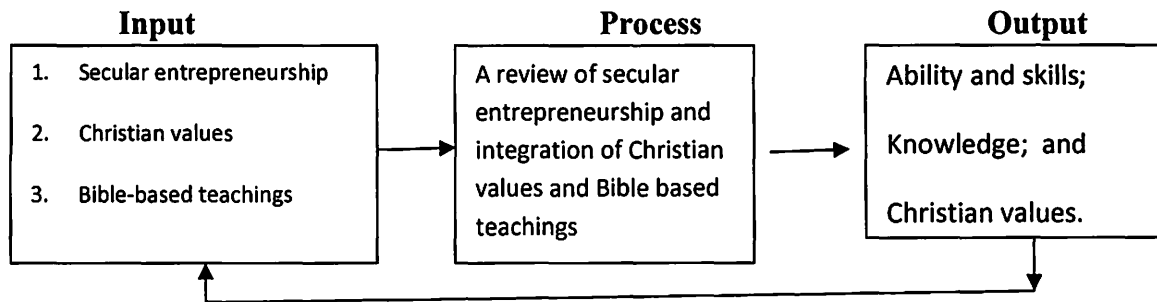 Input
1. Secular entrepreneurship
2. Christian values
3. Bible-based teachings
Process
A review of secular
entrepreneurship and
integration of Christian
values and Bible based
teachings
Output
Ability and skills;
Knowledge; and
Christian values.